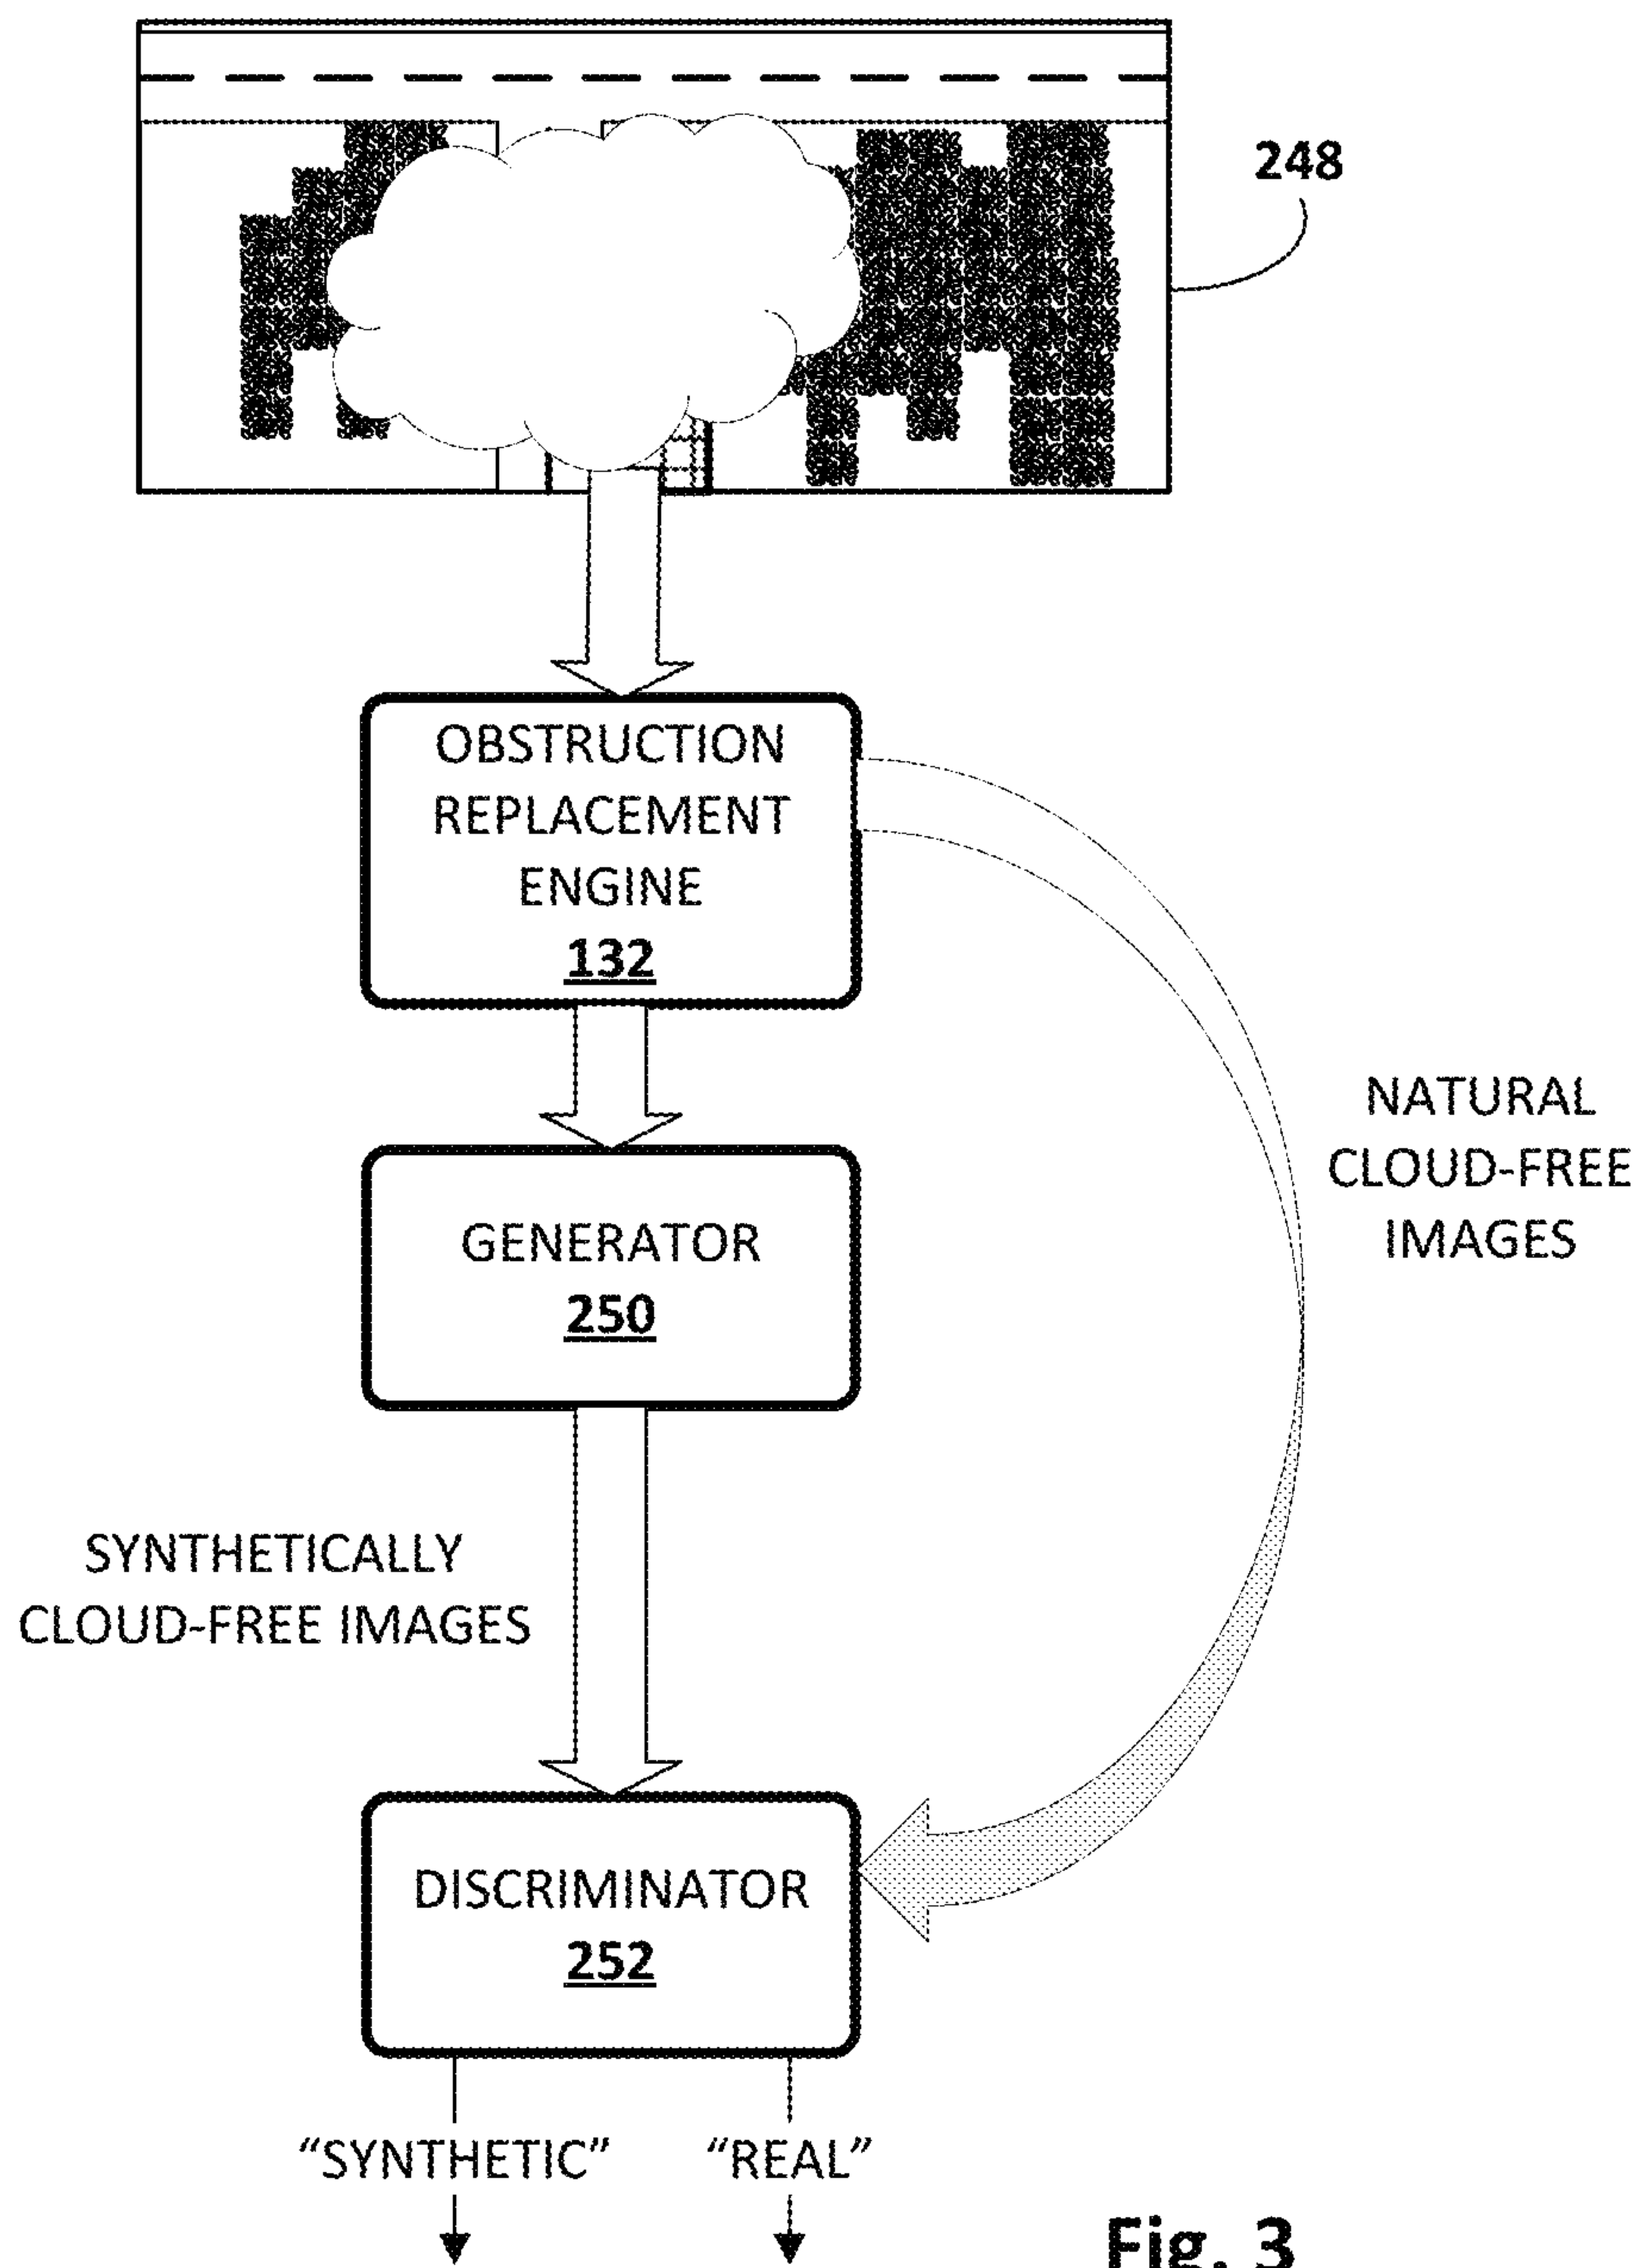 248
OBSTRUCTION
REPLACEMENT
ENGINE
132
NATURAL
CLOUD-FREE
IMAGES
GENERATOR
250
SYNTHETICALLY
CLOUD-FREE IMAGES
DISCRIMINATOR
252
“SYNTHETIC” “REAL”
Fig. 3